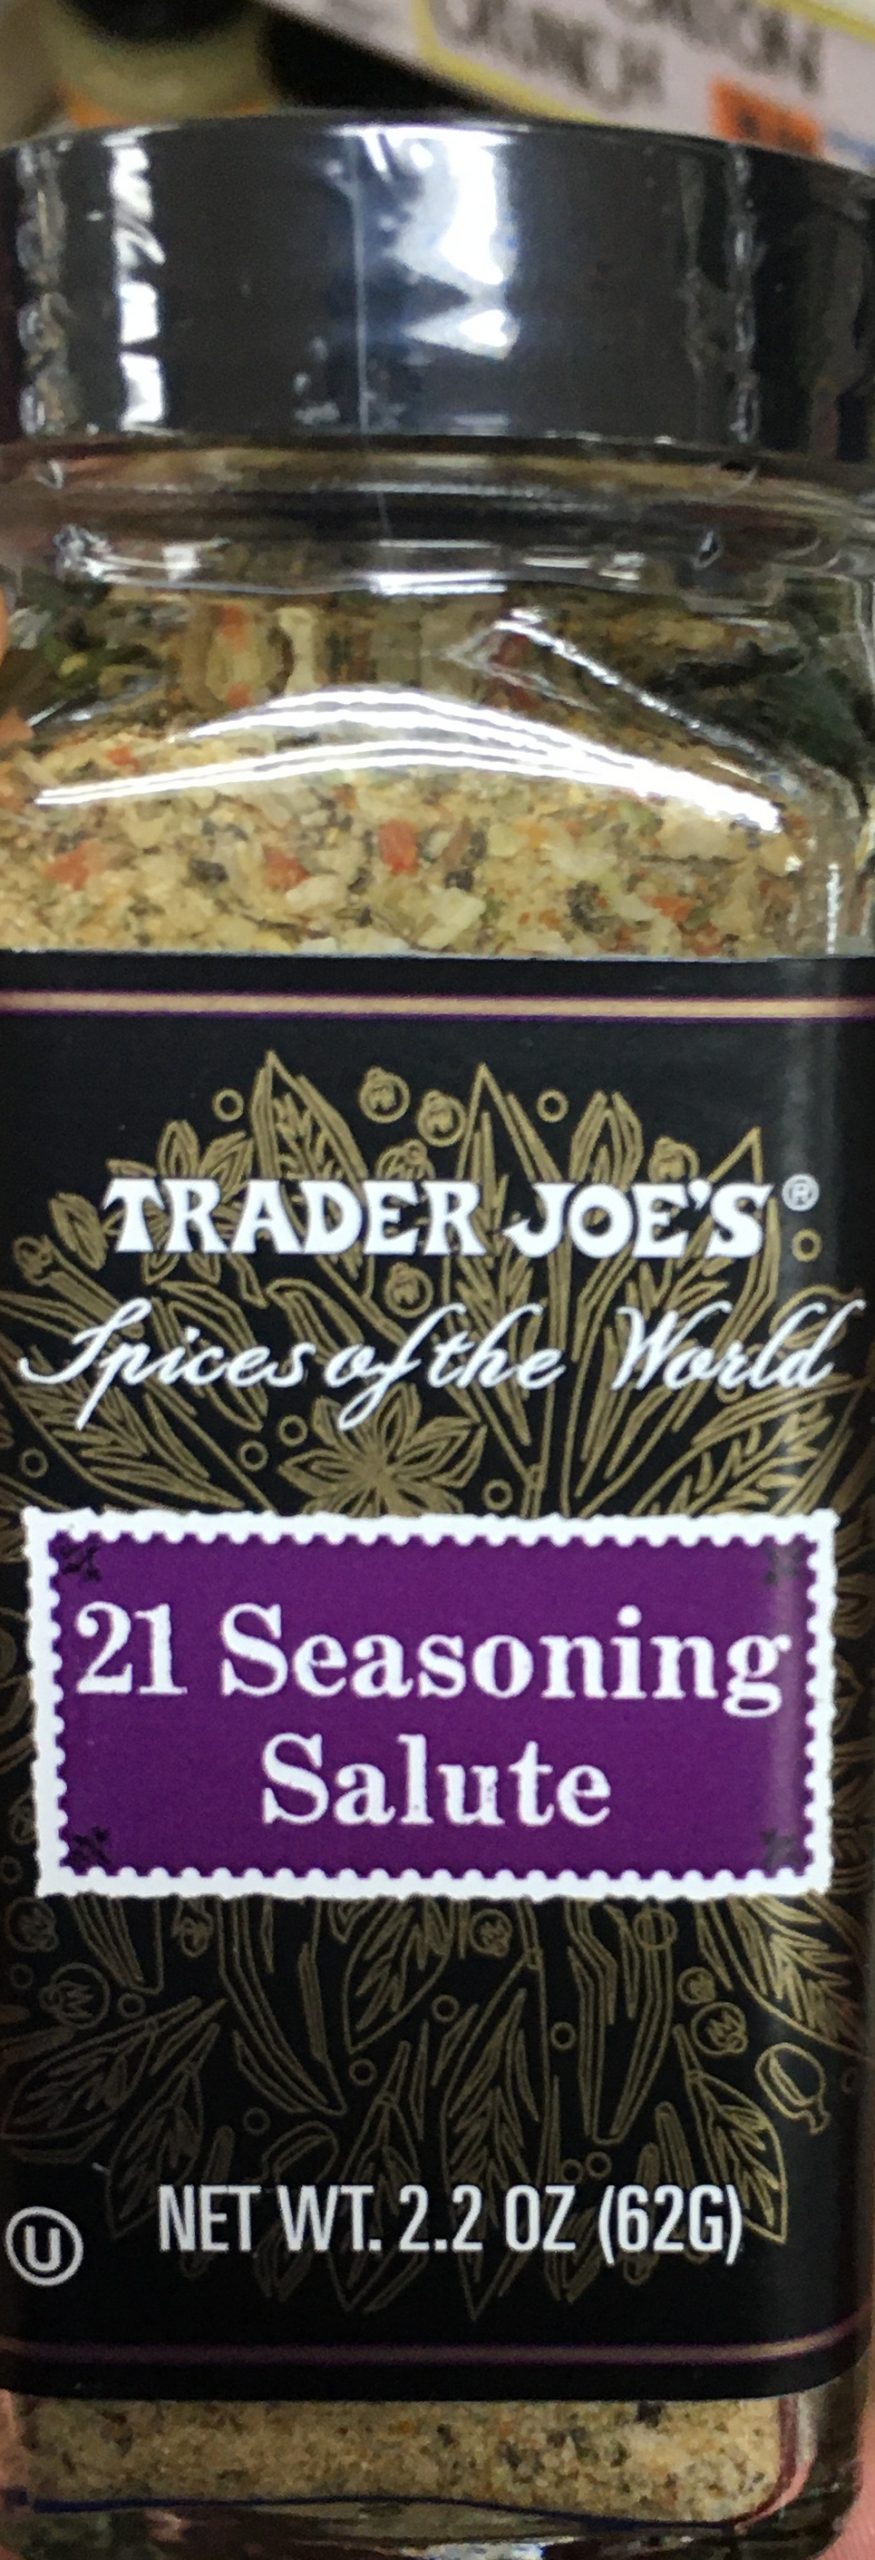 TRADER JOE'S®
Spices of the World
21 Seasoning
Salute
U
NET WT. 2.2 OZ (62G)